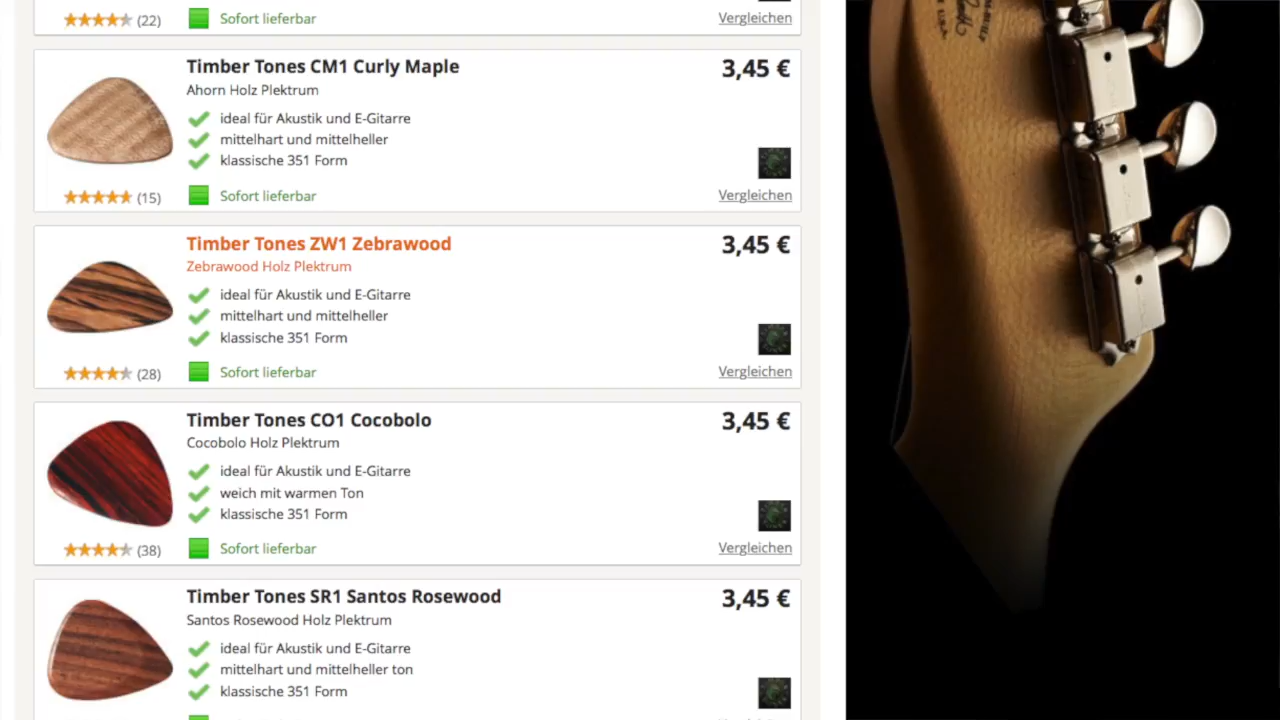 (22)
Sofort lieferbar
Vergleichen
Timber Tones CM1 Curly Maple
3,45 €
Ahorn Holz Plektrum
ideal für Akustik und E-Gitarre
mittelhart und mittelheller
klassische 351 Form
(15)
Sofort lieferbar
Vergleichen
Timber Tones ZW1 Zebrawood
3,45 €
Zebrawood Holz Plektrum
ideal für Akustik und E-Gitarre
mittelhart und mittelheller
klassische 351 Form
(28)
Sofort lieferbar
Vergleichen
Timber Tones CO1 Cocobolo
3,45 €
Cocobolo Holz Plektrum
ideal für Akustik und E-Gitarre
weich mit warmen Ton
klassische 351 Form
(38)
Sofort lieferbar
Vergleichen
Timber Tones SR1 Santos Rosewood
3,45 €
Santos Rosewood Holz Plektrum
ideal für Akustik und E-Gitarre
mittelhart und mittelheller ton
klassische 351 Form